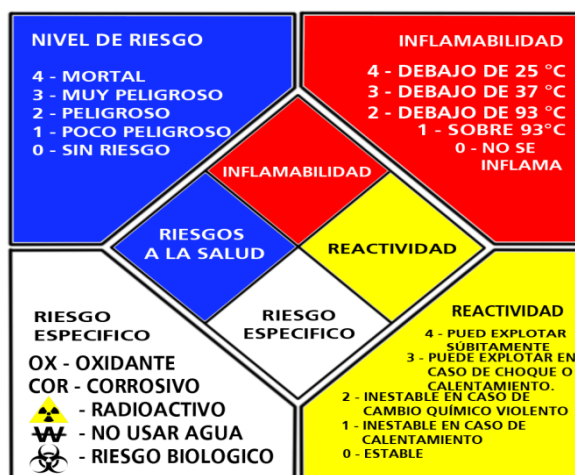 NIVEL DE RIESGO
4 - MORTAL
3 - MUY PELIGROSO
2 - PELIGROSO
1 - POCO PELIGROSO
0 - SIN RIESGO
INFLAMABILIDAD
4 - DEBAJO DE 25 °C
3 - DEBAJO DE 37 °C
2 - DEBAJO DE 93 °C
1 - SOBRE 93°C
0 - NO SE
INFLAMA
INFLAMABILIDAD
RIESGOS
A LA SALUD
REACTIVIDAD
RIESGO
ESPECIFICO
RIESGO
ESPECIFICO
OX - OXIDANTE
COR - CORROSIVO
- RADIOACTIVO
W - NO USAR AGUA
- RIESGO BIOLOGICO
REACTIVIDAD
4 - PUED EXPLOTAR
SÚBITAMENTE
3 - PUEDE EXPLOTAR EN
CASO DE CHOQUE O
CALENTAMIENTO.
2 - INESTABLE EN CASO DE
CAMBIO QUÍMICO VIOLENTO
1 - INESTABLE EN CASO DE
CALENTAMIENTO
0 - ESTABLE